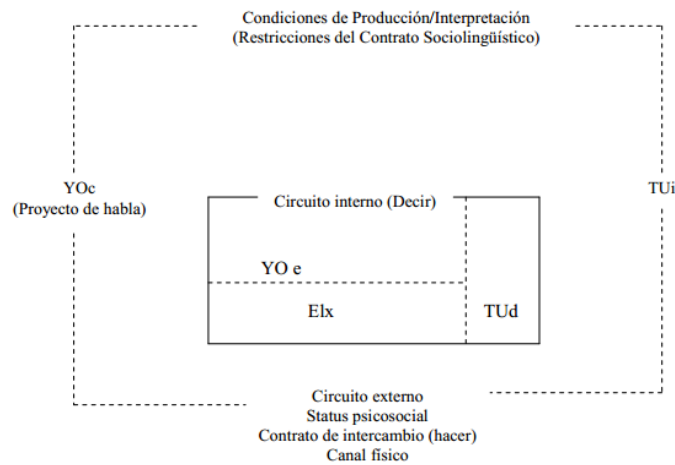 Condiciones de Producción/Interpretación
(Restricciones del Contrato Sociolingüístico)
YOc
(Proyecto de habla)
TUi
Circuito interno (Decir)
YO e
Elx
TUd
Circuito externo
Status psicosocial
Contrato de intercambio (hacer)
Canal físico